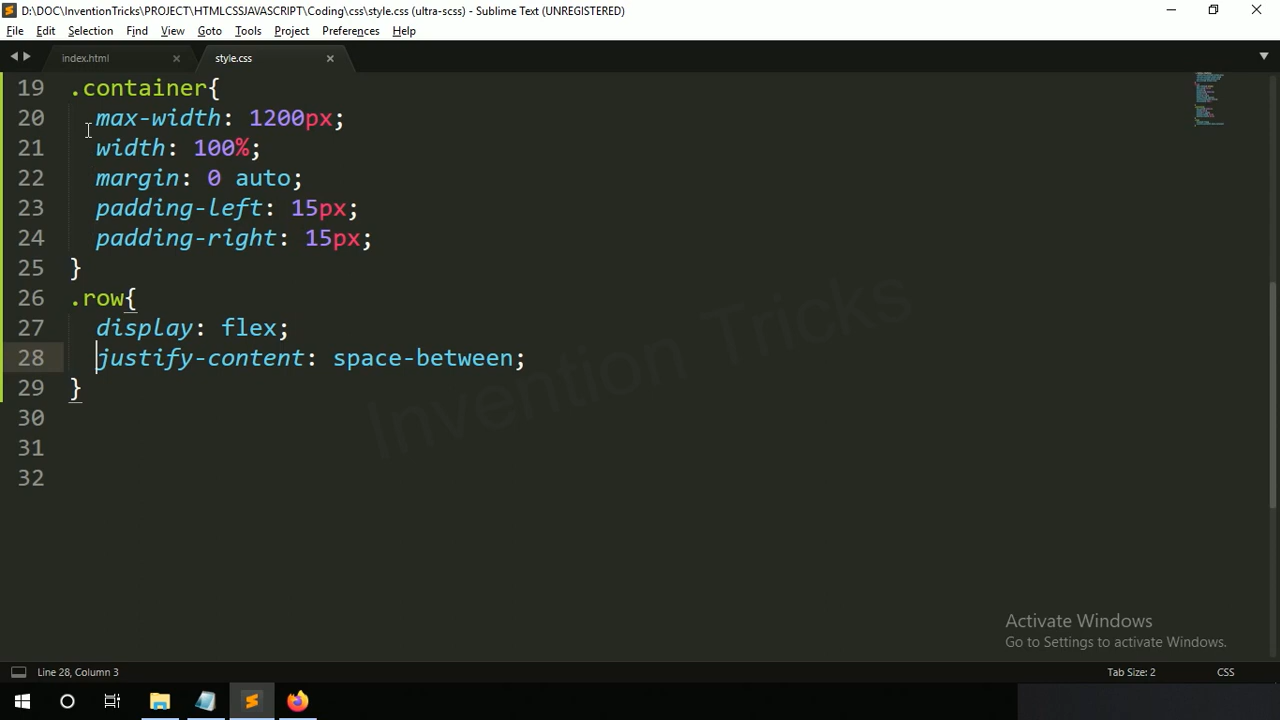 D:\DOC\InventionTricks\PROJECT\HTMLCSSJAVASCRIPT\Coding\css\style.css (ultra-scss) - Sublime Text (UNREGISTERED)
File Edit Selection Find View Goto Tools Project Preferences Help
index.html style.css
19 .container{
20 max-width: 1200px;
21 width: 100%;
22 margin: 0 auto;
23 padding-left: 15px;
24 padding-right: 15px;
25 }
26 .row{
27 display: flex;
28 justify-content: space-between;
29 }
30
31
32
Invention Tricks
Activate Windows
Go to Settings to activate Windows.
Line 28, Column 3 Tab Size: 2 CSS